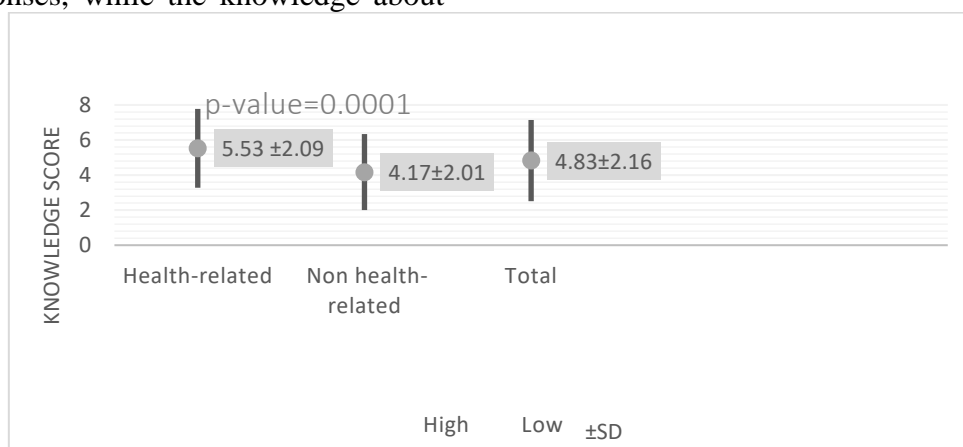 onses, while the knowledge about
p-value=0.0001
8
6
4
2
0
KNOWLEDGE SCORE
5.53 ±2.09
4.17±2.01
4.83±2.16
Health-related
Non health-
related
Total
High Low ±SD